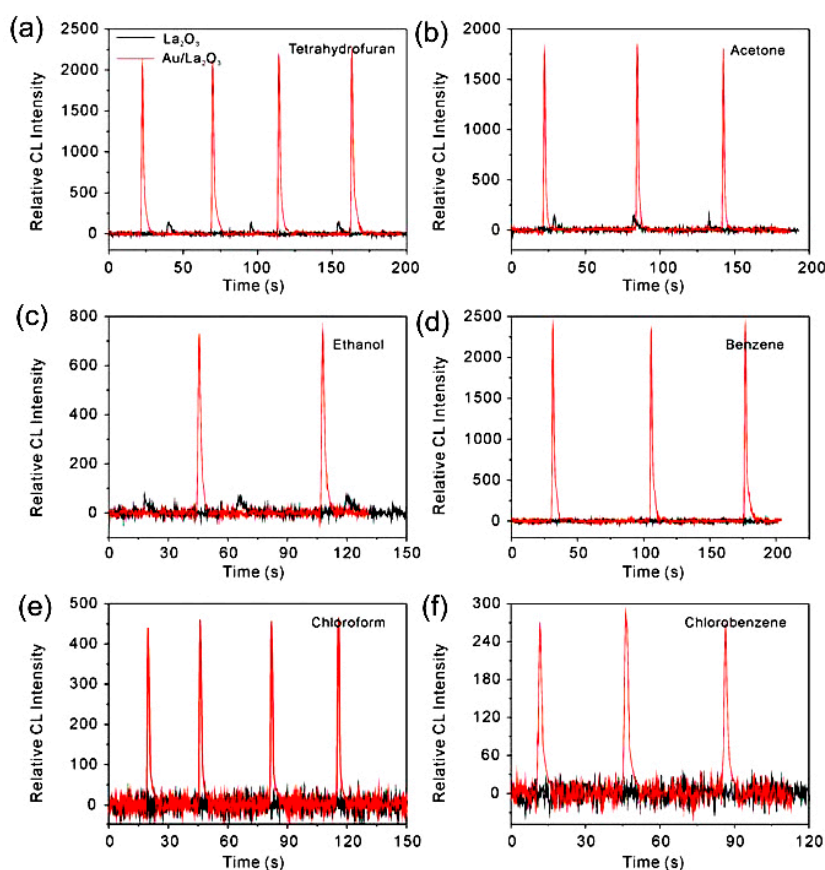 (a)
La₂O₃
Au/La₂O₃
Tetrahydrofuran
2500
2000
1500
1000
500
0
Relative CL Intensity
0 50 100 150 200
Time (s)
(b)
Acetone
2000
1500
1000
500
0
Relative CL Intensity
0 50 100 150 200
Time (s)
(c)
Ethanol
800
600
400
200
0
Relative CL Intensity
0 30 60 90 120 150
Time (s)
(d)
Benzene
2500
2000
1500
1000
500
0
Relative CL Intensity
0 50 100 150 200
Time (s)
(e)
Chloroform
500
400
300
200
100
0
Relative CL Intensity
0 30 60 90 120 150
Time (s)
(f)
Chlorobenzene
300
240
180
120
60
0
Relative CL Intensity
0 30 60 90 120
Time (s)